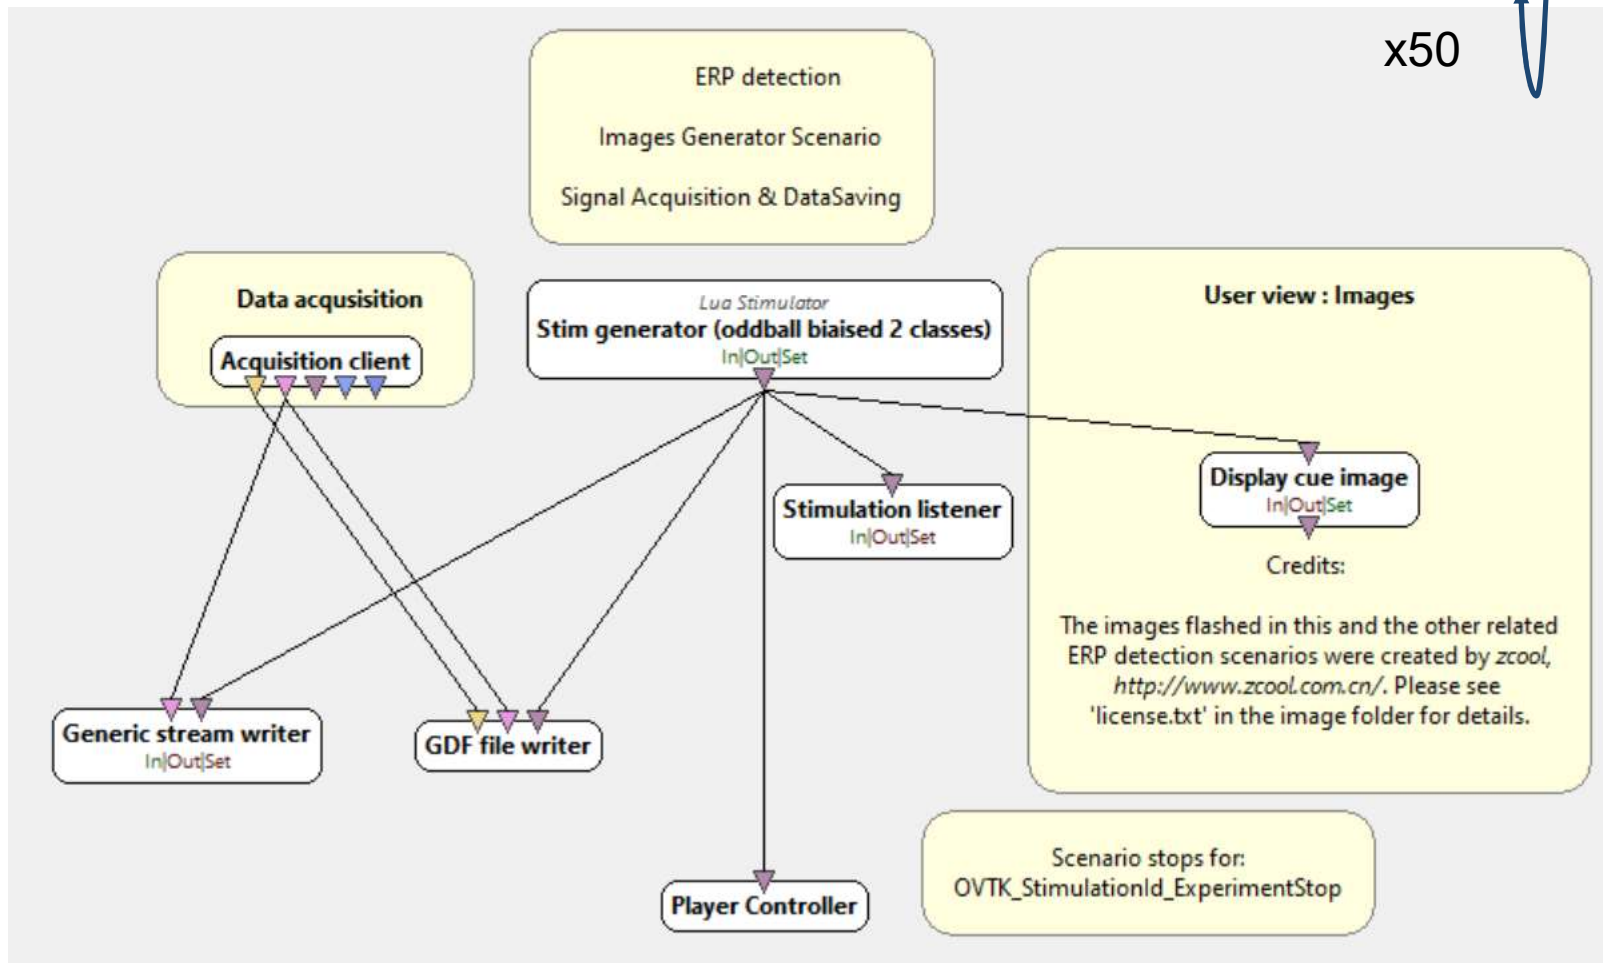 x50
ERP detection
Images Generator Scenario
Signal Acquisition & DataSaving
Data acqusisition
Acquisition client
Lua Stimulator
Stim generator (oddball biaised 2 classes)
In|Out|Set
User view : Images
Display cue image
In|Out|Set
Stimulation listener
In|Out|Set
Credits:
The images flashed in this and the other related
ERP detection scenarios were created by zcool,
http://www.zcool.com.cn/. Please see
'license.txt' in the image folder for details.
Generic stream writer
In|Out|Set
GDF file writer
Player Controller
Scenario stops for:
OVTK_StimulationId_ExperimentStop